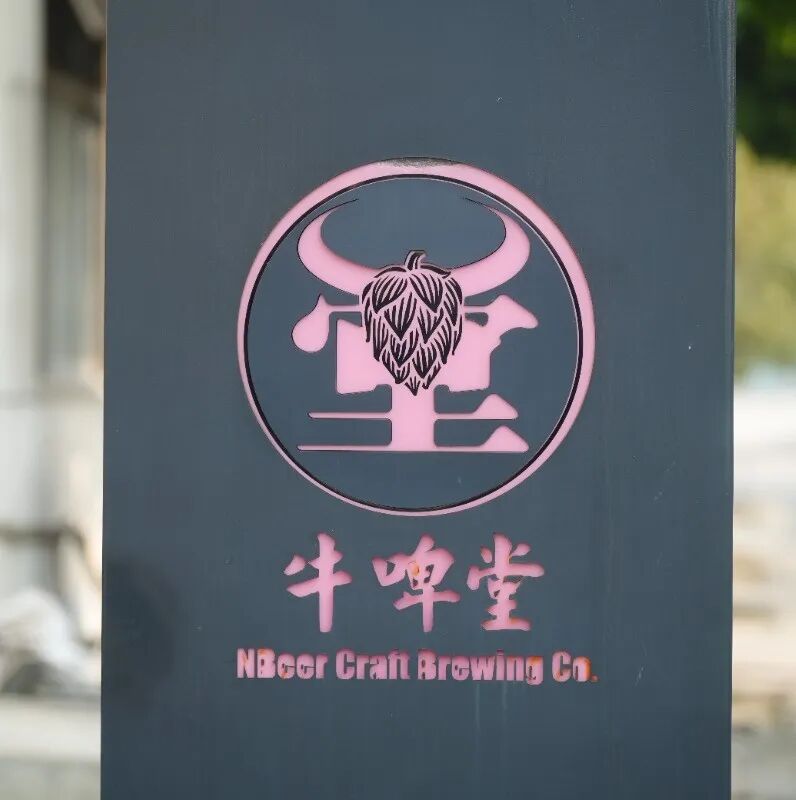 牛啤堂
NBeer Craft Brewing Co.